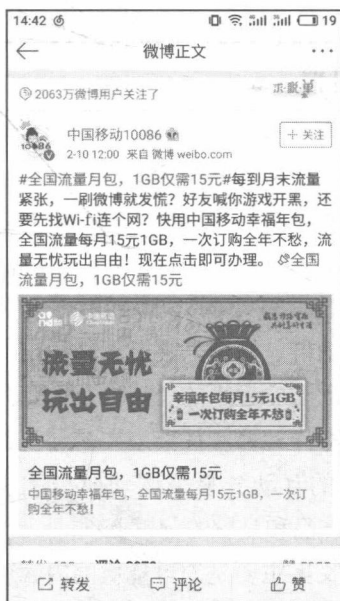 14:42
19
微博正文
2063万微博用户关注了
中国移动10086
+ 关注
2-10 12:00 来自 微博 weibo.com
#全国流量月包，1GB仅需15元#每到月末流量
紧张，一刷微博就发慌？好友喊你游戏开黑，还
要先找Wi-fi连个网？快用中国移动幸福年包，
全国流量每月15元1GB，一次订购全年不愁，流
量无忧玩出自由！现在点击即可办理。 全国
流量月包，1GB仅需15元
中国移动
流量无忧
玩出自由
幸福年包每月15元1GB
一次订购全年不愁
全国流量月包，1GB仅需15元
中国移动幸福年包，全国流量每月15元1GB，一次订
购全年不愁！
转发
评论
赞